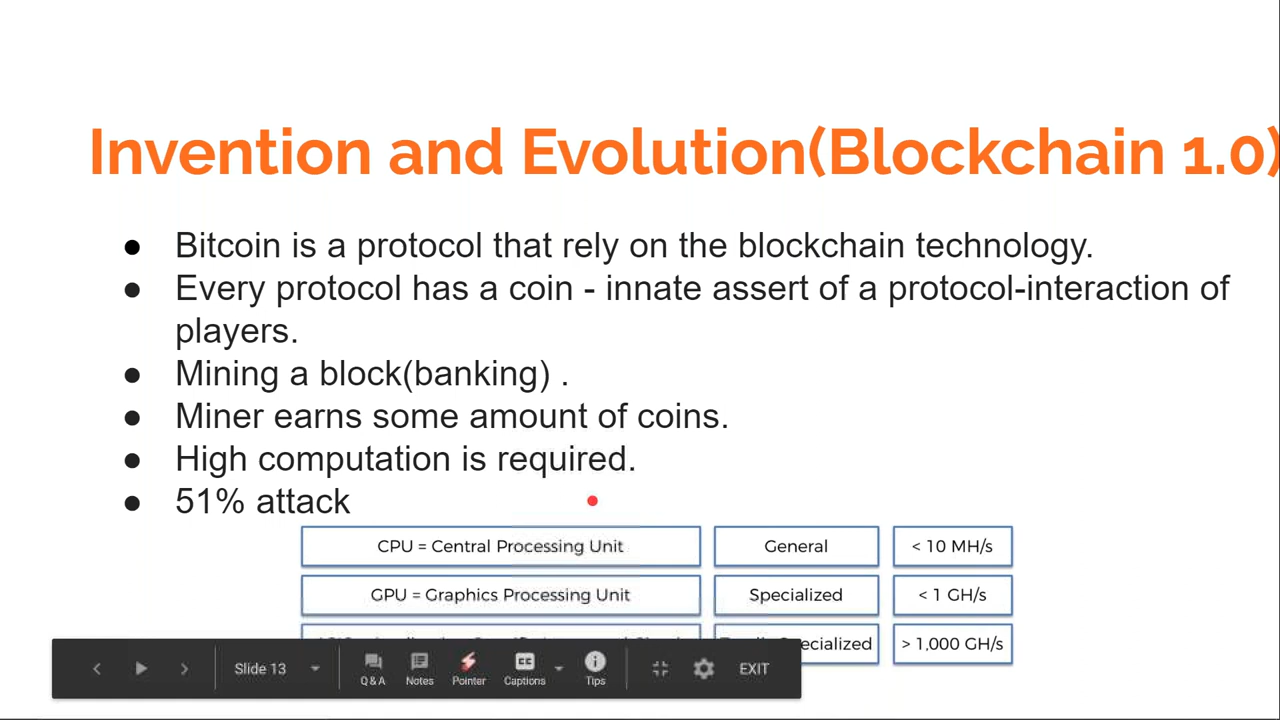 Invention and Evolution(Blockchain 1.0)
● Bitcoin is a protocol that rely on the blockchain technology.
● Every protocol has a coin - innate assert of a protocol-interaction of
players.
● Mining a block(banking) .
● Miner earns some amount of coins.
● High computation is required.
● 51% attack
CPU = Central Processing Unit General < 10 MH/s
GPU = Graphics Processing Unit Specialized < 1 GH/s
Specialized > 1,000 GH/s
Slide 13 Q & A Notes Pointer Captions Tips EXIT